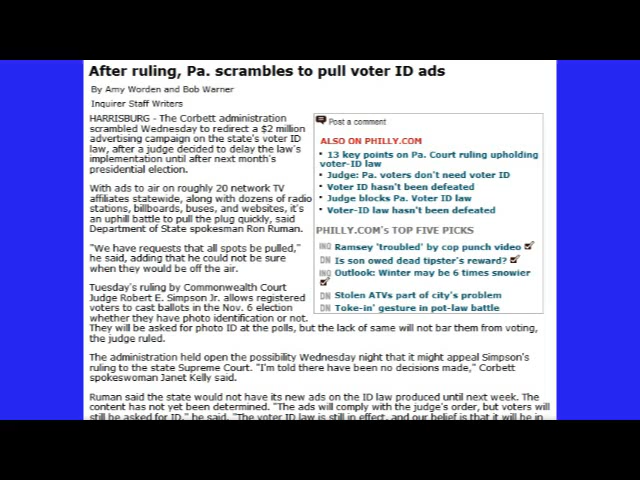 After ruling, Pa. scrambles to pull voter ID ads
By Amy Worden and Bob Warner
Inquirer Staff Writers
HARRISBURG - The Corbett administration
scrambled Wednesday to redirect a $2 million
advertising campaign on the state's voter ID
law, after a judge decided to delay the law's
implementation until after next month's
presidential election.
With ads to air on roughly 20 network TV
affiliates statewide, along with dozens of radio
stations, billboards, buses, and websites, it's
an uphill battle to pull the plug quickly, said
Department of State spokesman Ron Ruman.
"We have requests that all spots be pulled,"
he said, adding that he could not be sure
when they would be off the air.
Tuesday's ruling by Commonwealth Court
Judge Robert E. Simpson Jr. allows registered
voters to cast ballots in the Nov. 6 election
whether they have photo identification or not.
They will be asked for photo ID at the polls, but the lack of same will not bar them from voting,
the judge ruled.
The administration held open the possibility Wednesday night that it might appeal Simpson's
ruling to the state Supreme Court. "I'm told there have been no decisions made," Corbett
spokeswoman Janet Kelly said.
Ruman said the state would not have its new ads on the ID law produced until next week. The
content has not yet been determined. "The ads will comply with the judge's order, but voters will
still be asked for ID," he said. "The voter ID law is still in effect, and our belief is that it will be in
Post a comment
ALSO ON PHILLY.COM
13 key points on Pa. Court ruling upholding
voter-ID law
Judge: Pa. voters don't need voter ID
Voter ID hasn't been defeated
Judge blocks Pa. Voter ID law
Voter-ID law hasn't been defeated
PHILLY.COM's TOP FIVE PICKS
INQ Ramsey 'troubled' by cop punch video
DN Is son owed dead tipster's reward?
INQ Outlook: Winter may be 6 times snowier
DN Stolen ATVs part of city's problem
DN Toke-in' gesture in pot-law battle